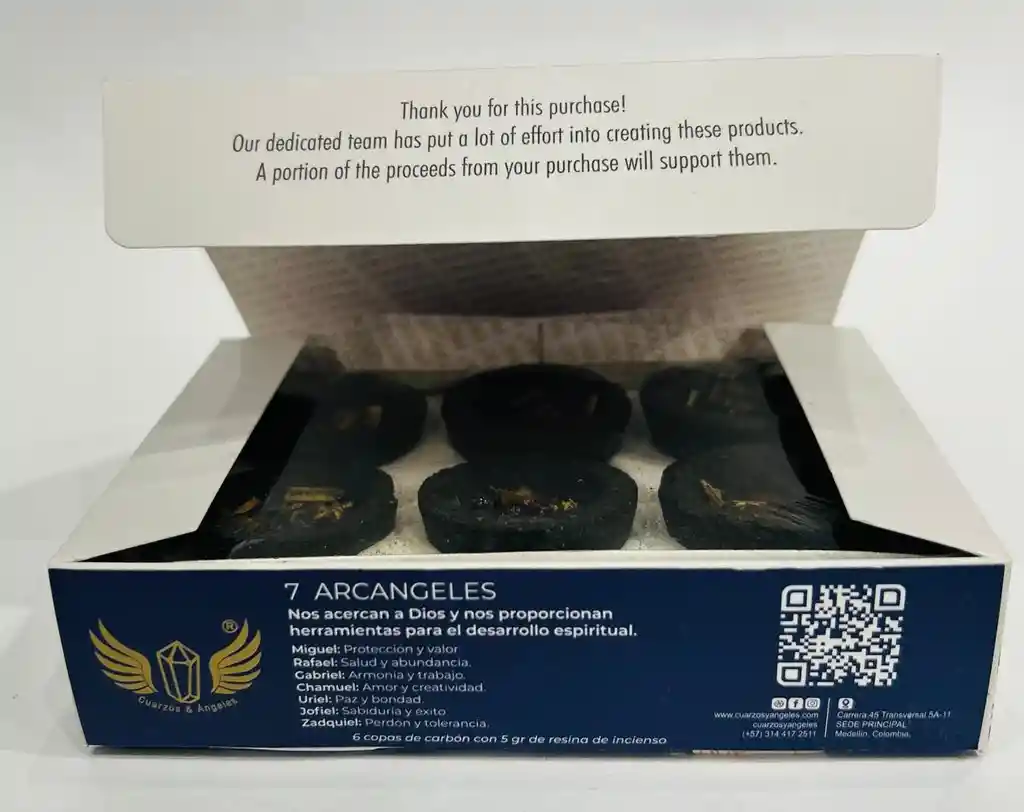 Thank you for this purchase!
Our dedicated team has put a lot of effort into creating these products.
A portion of the proceeds from your purchase will support them.
7 ARCANGELES
Nos acercan a Dios y nos proporcionan
herramientas para el desarrollo espiritual.
Miguel: Protección y valor
Rafael: Salud y abundancia.
Gabriel: Armonia y trabajo.
Chamuel: Amor y creatividad.
Uriel: Paz y bondad.
Jofiel: Sabiduria y éxito
Zadquiel: Perdón y tolerancia.
6 copas de carbón con 5 gr de resina de incienso
®
Cuarzos & Ángeles
www.cuarzosyangeles.com
cuarzosyangeles
(+57) 314 417 2511
Carrera 45 Transversal 5A-11
SEDE PRINCIPAL
Medellin, Colombia.